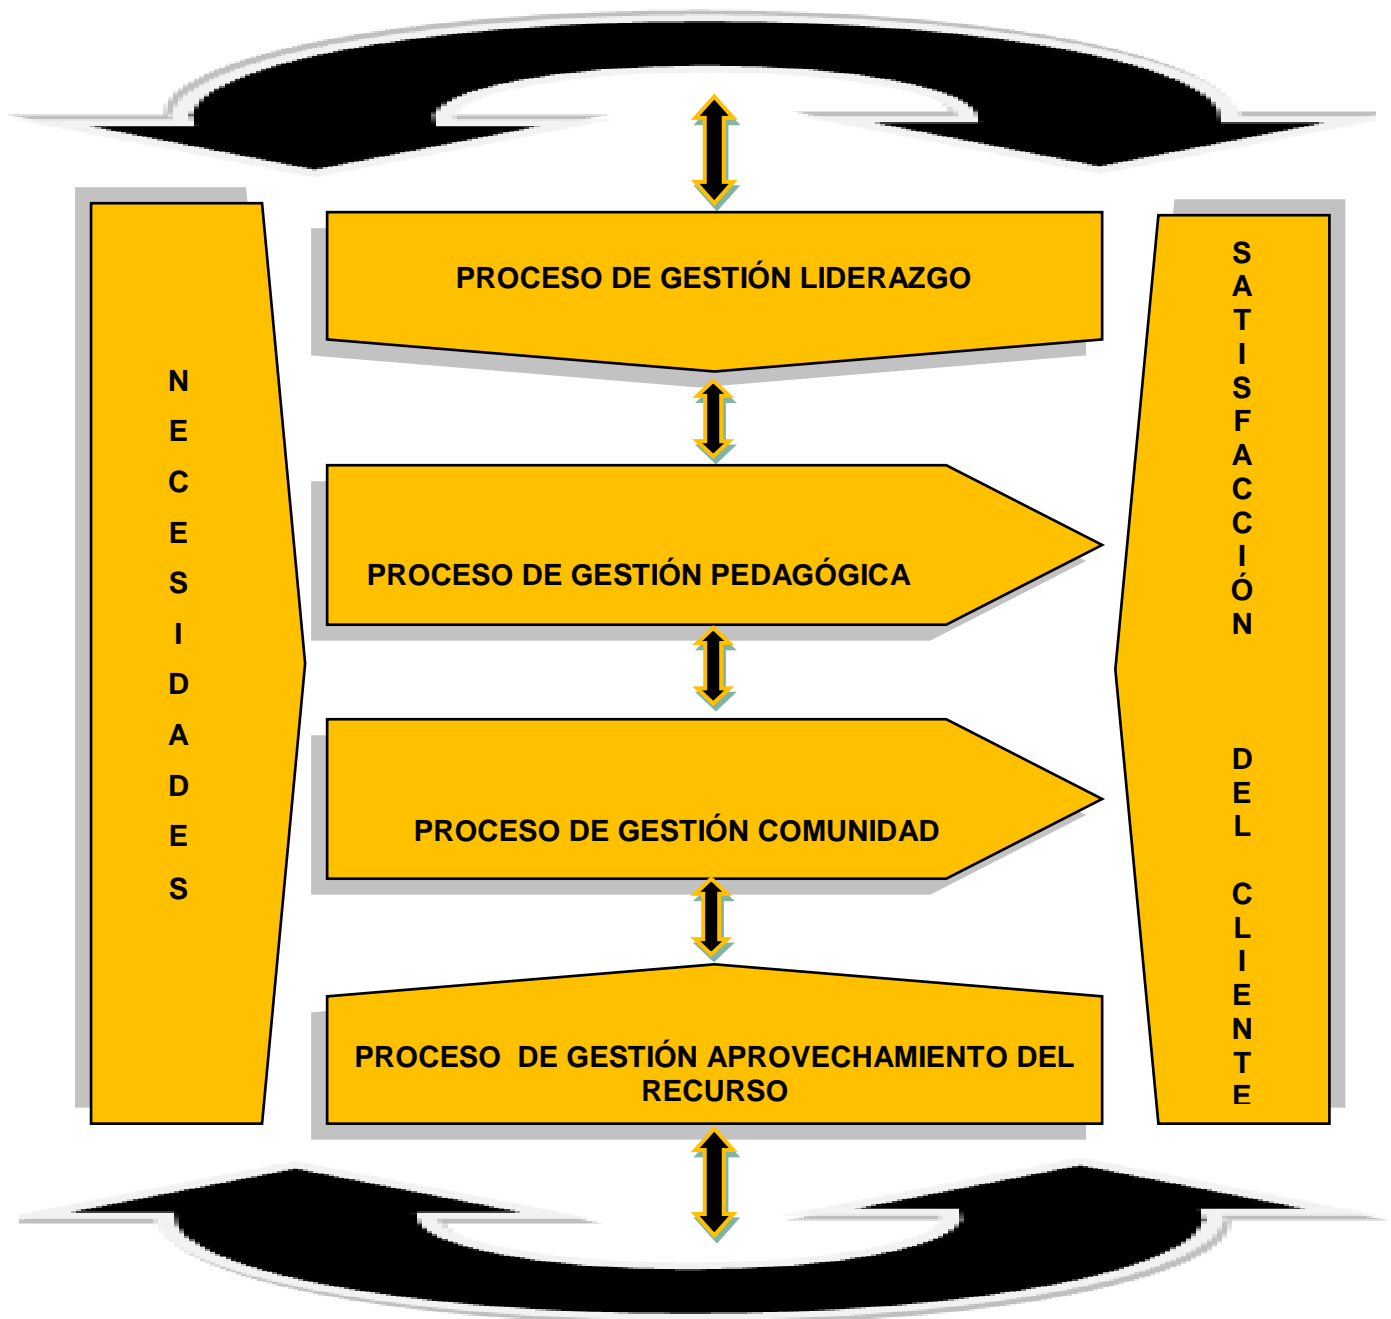 PROCESO DE GESTIÓN LIDERAZGO
NECESIDADES
PROCESO DE GESTIÓN PEDAGÓGICA
PROCESO DE GESTIÓN COMUNIDAD
PROCESO DE GESTIÓN APROVECHAMIENTO DEL
RECURSO
SATISFACCIÓN DEL CLIENTE